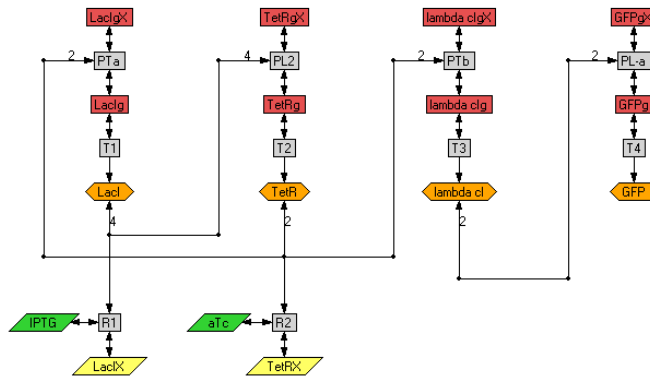 LacIgX TetRgX lambda cIgX GFPgX
2 PTa 4 PL2 2 PTb 2 PL-a
LacIg TetRg lambda cIg GFPg
T1 T2 T3 T4
LacI TetR lambda cI GFP
4 2 2
IPTG R1 aTc R2
LacIX TetRX